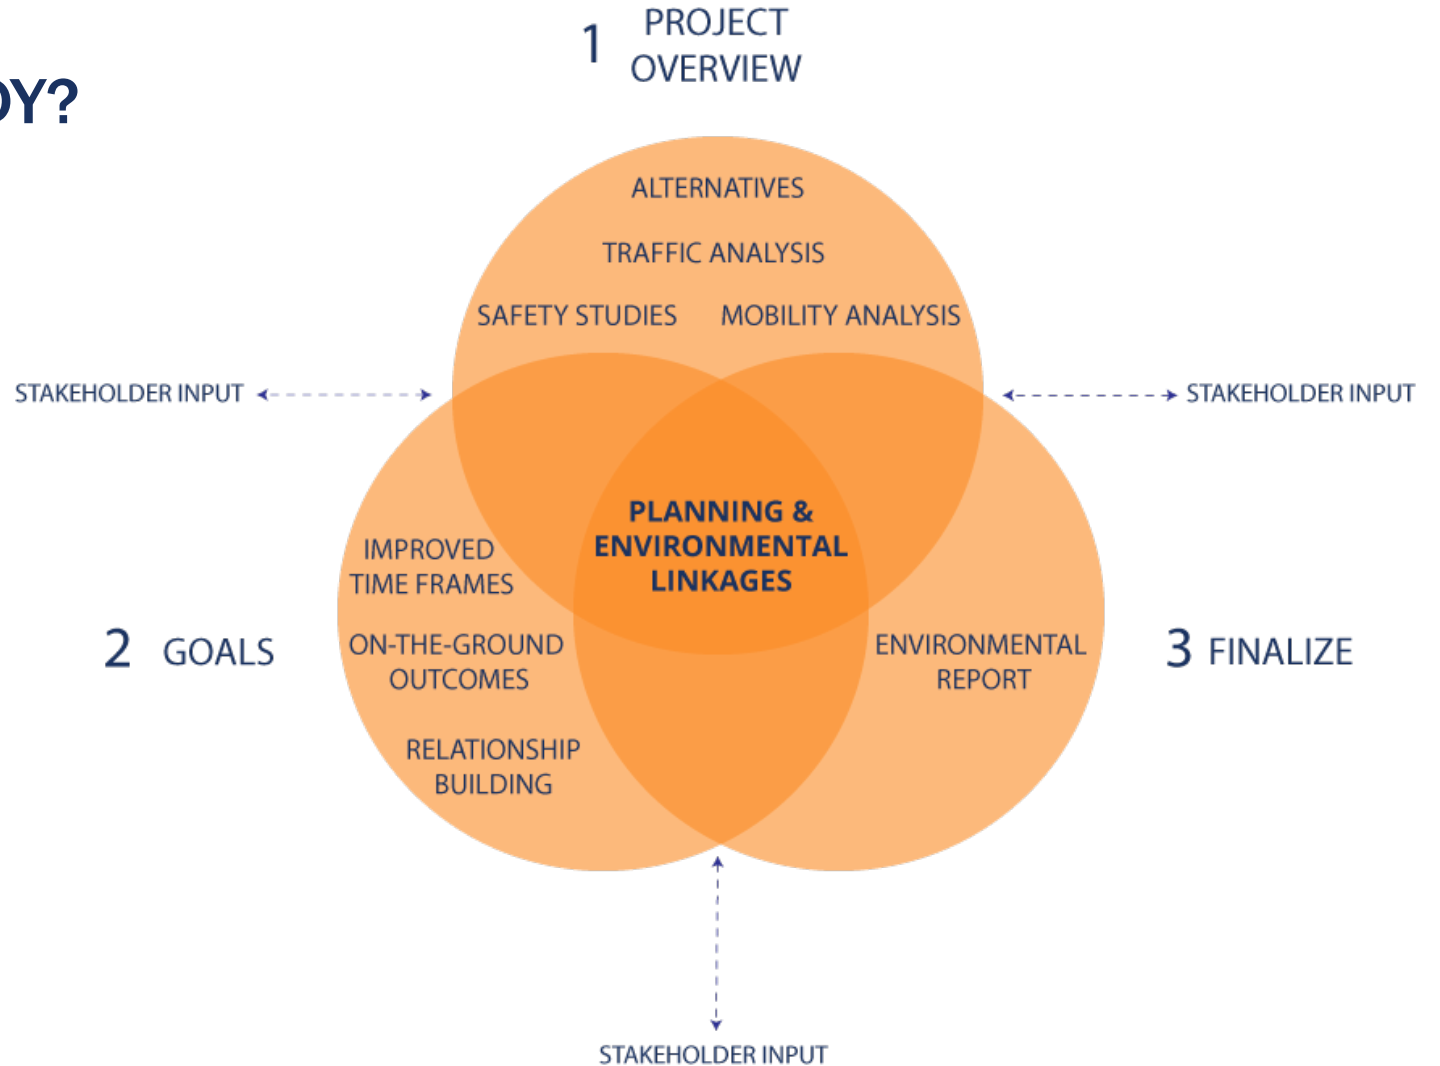 1 PROJECT
OVERVIEW
DY?
ALTERNATIVES
TRAFFIC ANALYSIS
SAFETY STUDIES MOBILITY ANALYSIS
STAKEHOLDER INPUT
STAKEHOLDER INPUT
PLANNING &
ENVIRONMENTAL
LINKAGES
IMPROVED
TIME FRAMES
2 GOALS
ON-THE-GROUND
OUTCOMES
RELATIONSHIP
BUILDING
ENVIRONMENTAL
REPORT
3 FINALIZE
STAKEHOLDER INPUT